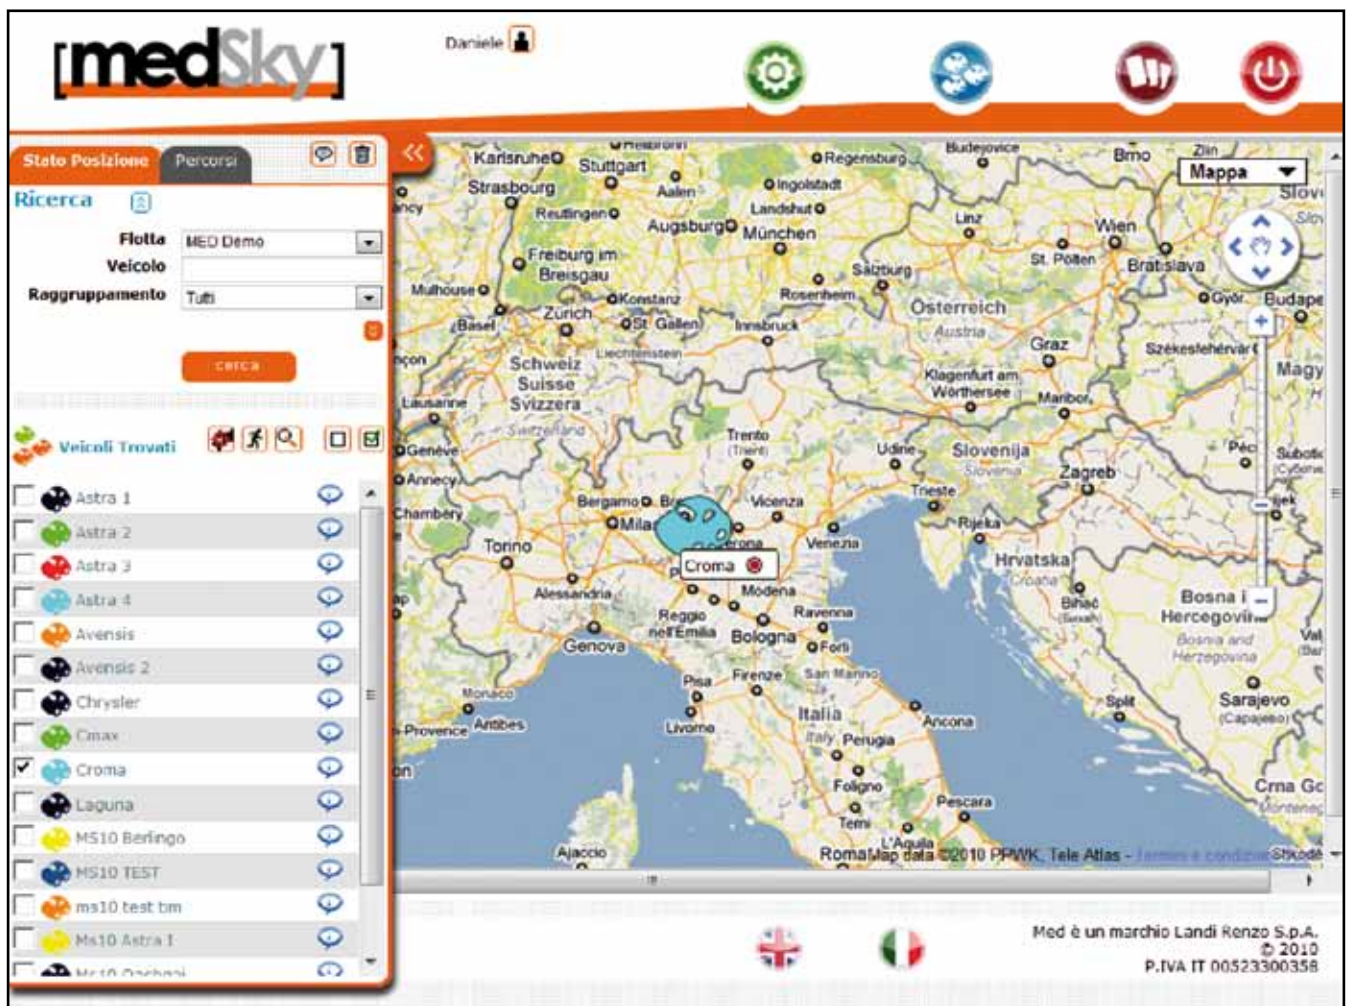 [medSky]
Daniele
Stato Posizione
Percorsi
Ricerca
Flotta
MED Demo
Veicolo
Raggruppamento
Tutti
cerca
Veicoli Trovati
Astra 1
Astra 2
Astra 3
Astra 4
Avensis
Avensis 2
Chrysler
Cmax
Croma
Laguna
MS10 Berlingo
MS10 TEST
ms10 test tim
Ms10 Astra I
Mappa
Karlsruhe
Stuttgart
Regensburg
Budejovice
Brno
Zlin
Strasbourg
Aalen
Ingolstadt
Reutlingen
Landshut
Linz
Augsburg
München
Wien
St. Pölten
Bratislava
Freiburg im
Breisgau
Salzburg
Mulhouse
Konstanz
Rosenheim
Österreich
Austria
Győr
Zürich
Basel
St Gallen
Innsbruck
Graz
Székesfehérvár
Liechtenstein
Schweiz
Suisse
Svizzera
Switzerland
Klagenfurt am
Wörthersee
Maribor
Lausanne
Trento
(Trient)
Udine
Slovenija
Slovenia
Genève
Zagreb
Annecy
Trieste
Bergamo
Vicenza
Chambéry
Rijeka
Torino
Venezia
Hrvatska
Croatia
Croma
Alessandria
Modena
Bihać
Bosna i
Hercegovina
Bosnia and
Herzegovina
Reggio
nell'Emilia
Ravenna
Bologna
Forlì
Genova
Pisa
Firenze
San Marino
Monaco
Sarajevo
Split
Antibes
Livorno
Italia
Italy
Ancona
Perugia
Foligno
Pescara
Terni
L'Aquila
Ajaccio
Roma
Map data ©2010 PPWK, Tele Atlas -
Med è un marchio Landi Renzo S.p.A.
© 2010
P.IVA IT 00523300358